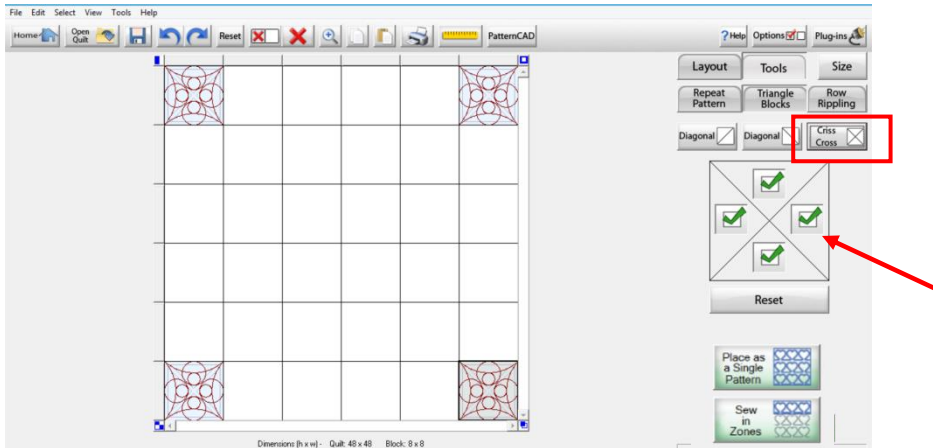 File Edit Select View Tools Help
Home Open Quilt Reset PatternCAD ?Help Options Plug-ins
Layout Tools Size
Repeat Pattern Triangle Blocks Row Rippling
Diagonal Diagonal Criss Cross
Reset
Place as
a Single
Pattern
Sew
in
Zones
Dimensions (h x w) - Quilt: 48 x 48 Block: 8 x 8